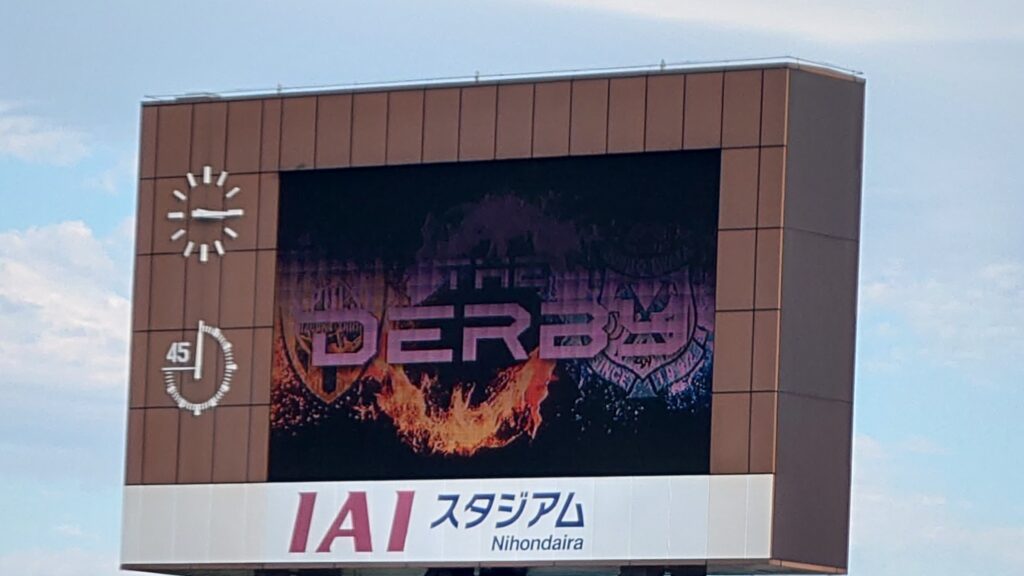 THE
DERBY
45
IAI スタジアム
Nihondaira